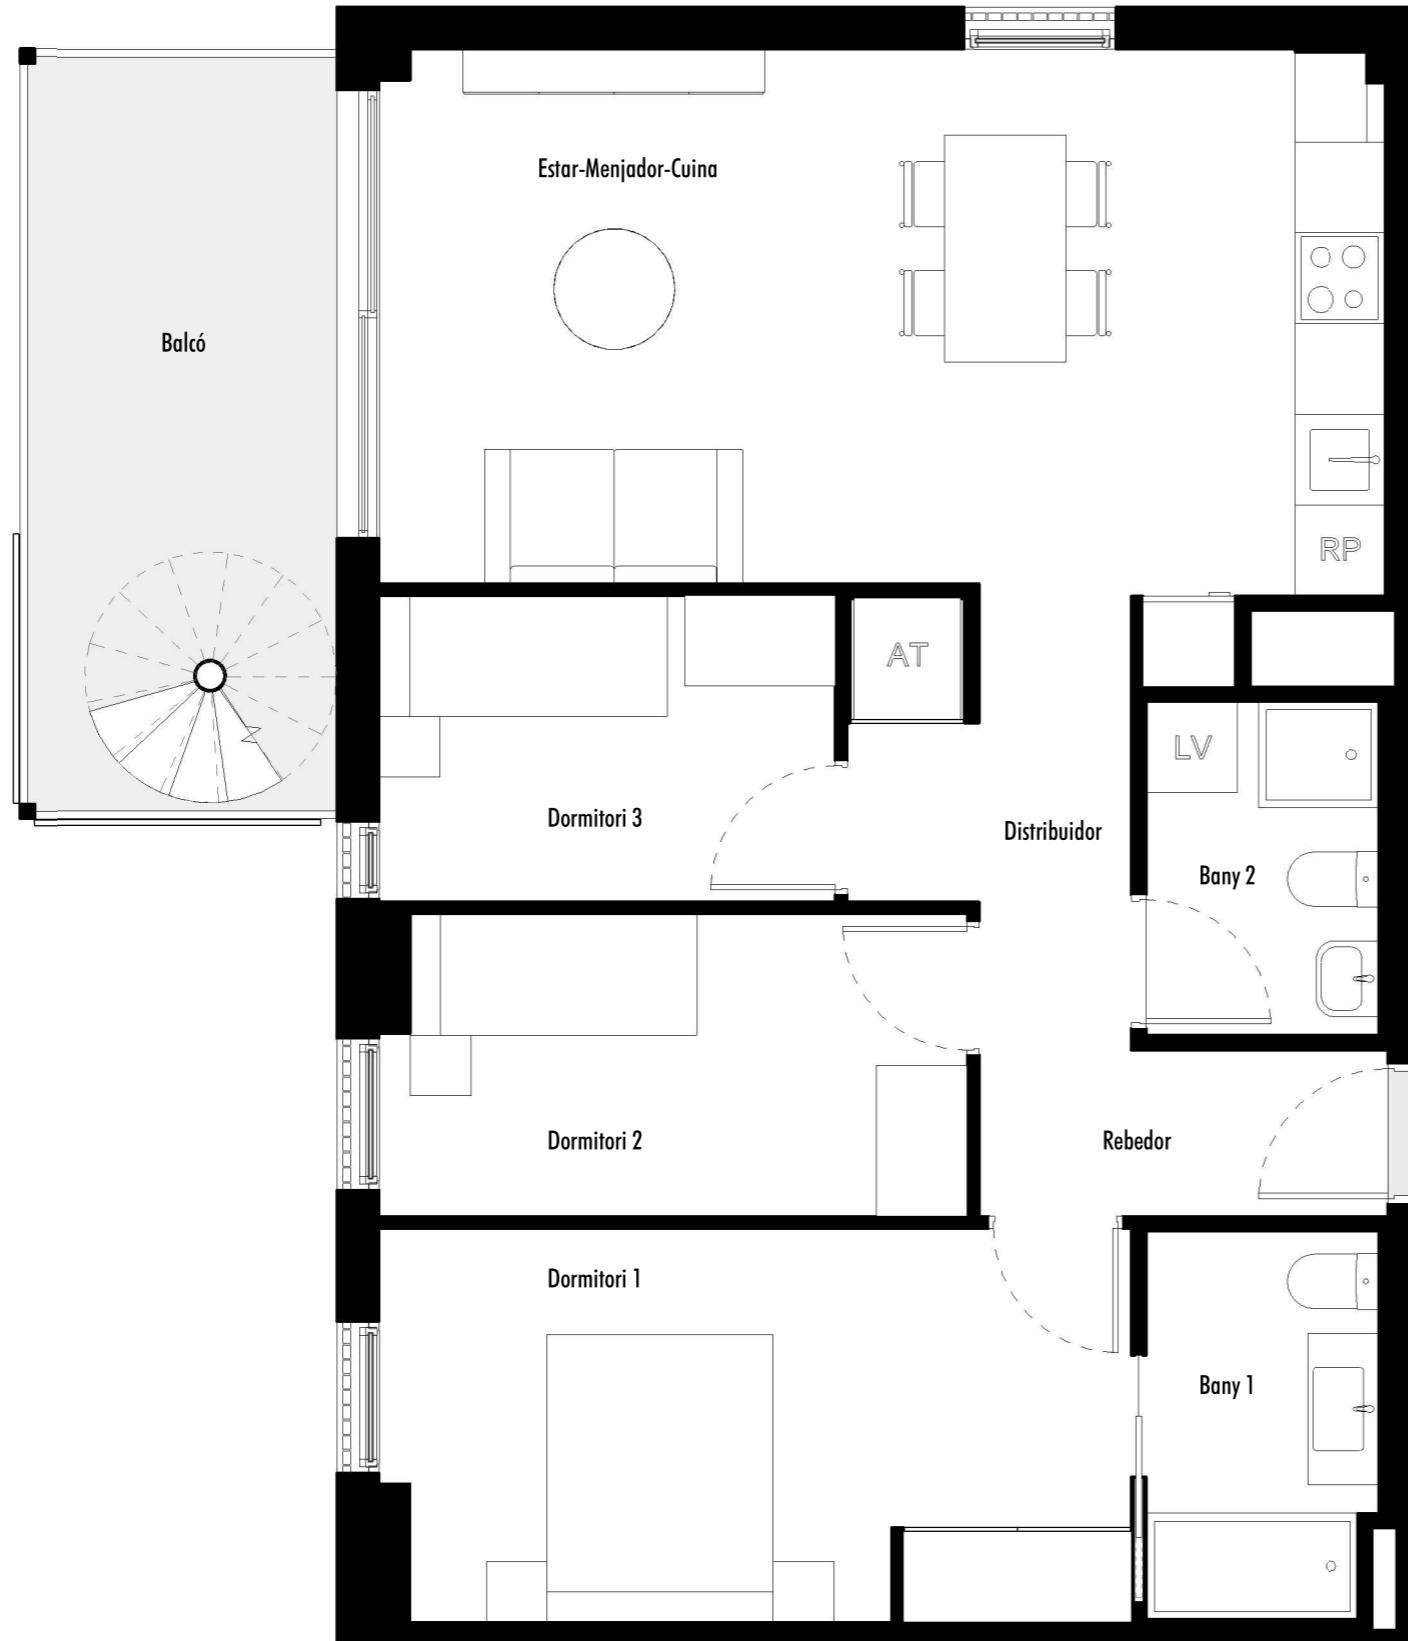 Estar-Menjador-Cuina
Balcó
RP
AT
LV
Dormitori 3
Distribuidor
Bany 2
Dormitori 2
Rebedor
Dormitori 1
Bany 1